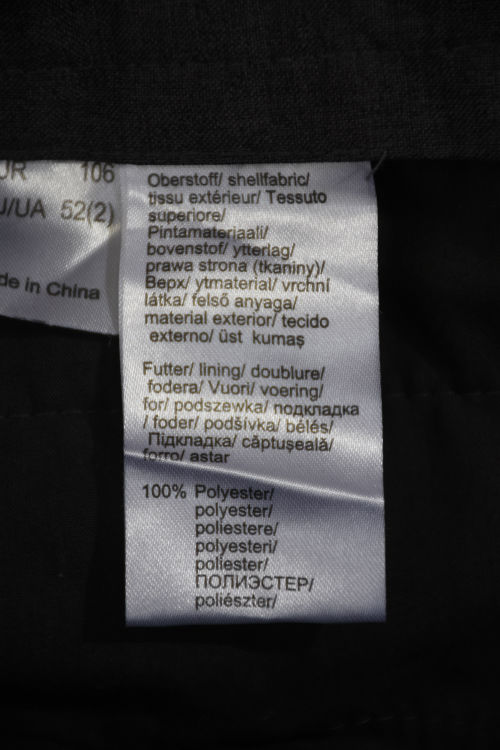 UR 106
J/UA 52(2)
de in China
Oberstoff/ shellfabric/
tissu extérieur/ Tessuto
superiore/
Pintamateriaali/
bovenstof/ ytterlag/
prawa strona (tkaniny)/
Верх/ ytmaterial/ vrchní
látka/ felső anyaga/
material exterior/ tecido
externo/ üst kumaş
Futter/ lining/ doublure/
fodera/ Vuori/ voering/
for/ podszewka/ подкладка
/ foder/ podšívka/ bélés/
Підкладка/ căptuşeală/
forro/ astar
100% Polyester/
polyester/
poliestere/
polyesteri/
poliester/
ПОЛИЭСТЕР/
poliészter/